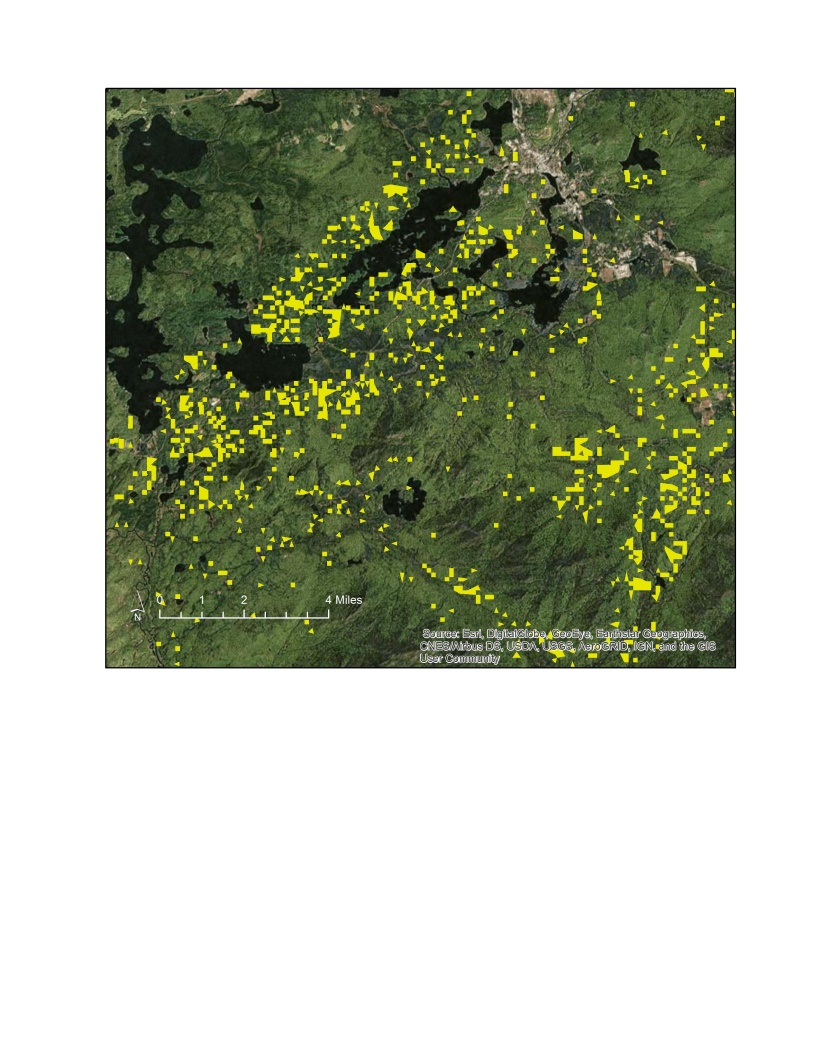 0 1 2 4 Miles
N
Source: Esri, DigitalGlobe, GeoEye, Earthstar Geographics,
CNES/Airbus DS, USDA, USGS, AeroGRID, IGN, and the GIS
User Community